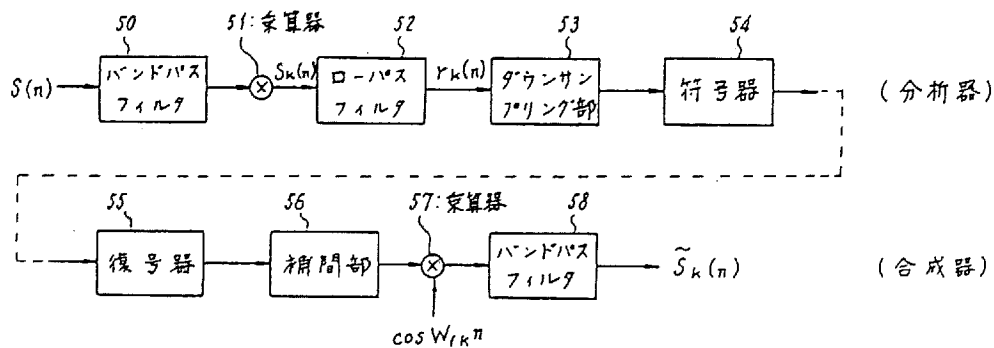 50
51:乗算器
52
53
54
S(n)
バンドパス
フィルタ
Sk(n)
ローパス
フィルタ
rk(n)
ダウンサン
プリング部
符号器
(分析器)
55
56
57:乗算器
58
復号器
補間部
バンドパス
フィルタ
S̃k(n)
(合成器)
cosW1kn